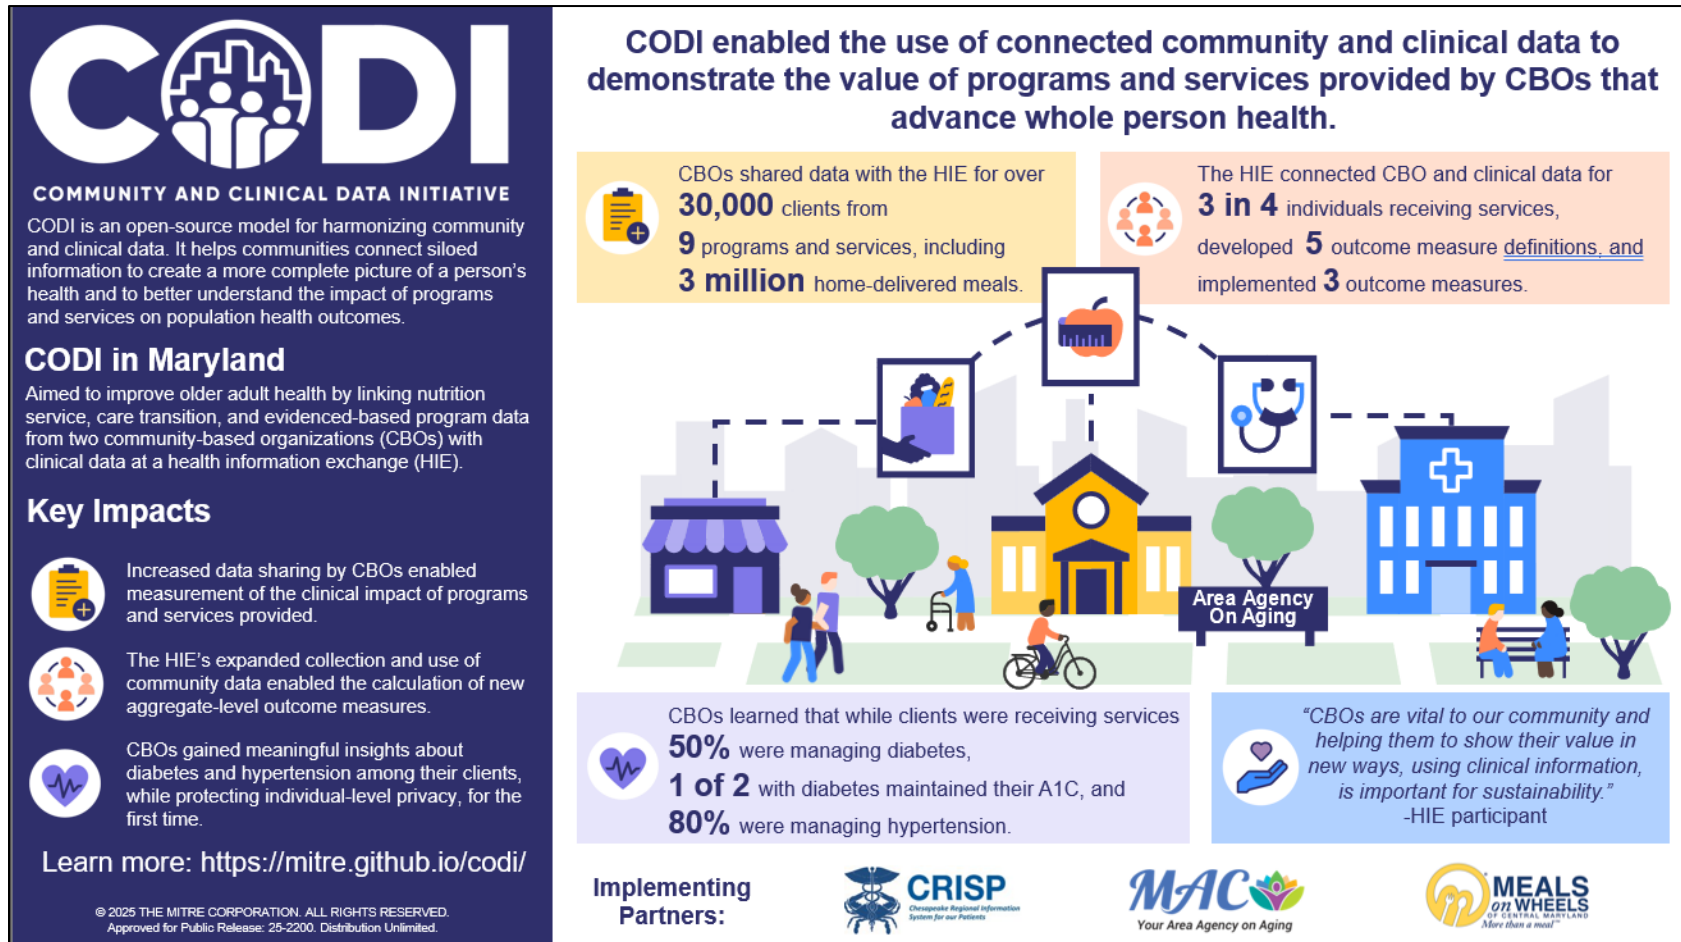 CODI
COMMUNITY AND CLINICAL DATA INITIATIVE
CODI is an open-source model for harmonizing community
and clinical data. It helps communities connect siloed
information to create a more complete picture of a person's
health and to better understand the impact of programs
and services on population health outcomes.
CODI in Maryland
Aimed to improve older adult health by linking nutrition
service, care transition, and evidenced-based program data
from two community-based organizations (CBOs) with
clinical data at a health information exchange (HIE).
Key Impacts
Increased data sharing by CBOs enabled
measurement of the clinical impact of programs
and services provided.
The HIE's expanded collection and use of
community data enabled the calculation of new
aggregate-level outcome measures.
CBOs gained meaningful insights about
diabetes and hypertension among their clients,
while protecting individual-level privacy, for the
first time.
Learn more: https://mitre.github.io/codi/
© 2025 THE MITRE CORPORATION. ALL RIGHTS RESERVED.
Approved for Public Release: 25-2200. Distribution Unlimited.
CODI enabled the use of connected community and clinical data to
demonstrate the value of programs and services provided by CBOs that
advance whole person health.
CBOs shared data with the HIE for over
30,000 clients from
9 programs and services, including
3 million home-delivered meals.
The HIE connected CBO and clinical data for
3 in 4 individuals receiving services,
developed 5 outcome measure definitions, and
implemented 3 outcome measures.
Area Agency
On Aging
CBOs learned that while clients were receiving services
50% were managing diabetes,
1 of 2 with diabetes maintained their A1C, and
80% were managing hypertension.
“CBOs are vital to our community and
helping them to show their value in
new ways, using clinical information,
is important for sustainability.”
-HIE participant
Implementing
Partners:
CRISP
Chesapeake Regional Information
System for our Patients
MAC
Your Area Agency on Aging
MEALS
on WHEELS
OF CENTRAL MARYLAND
More than a meal™